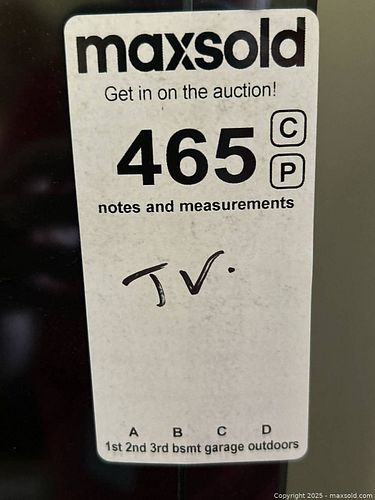 maxsold
Get in on the auction!
465 C
P
notes and measurements
TV.
A B C D
1st 2nd 3rd bsmt garage outdoors
Copyright 2025 - maxsold.com